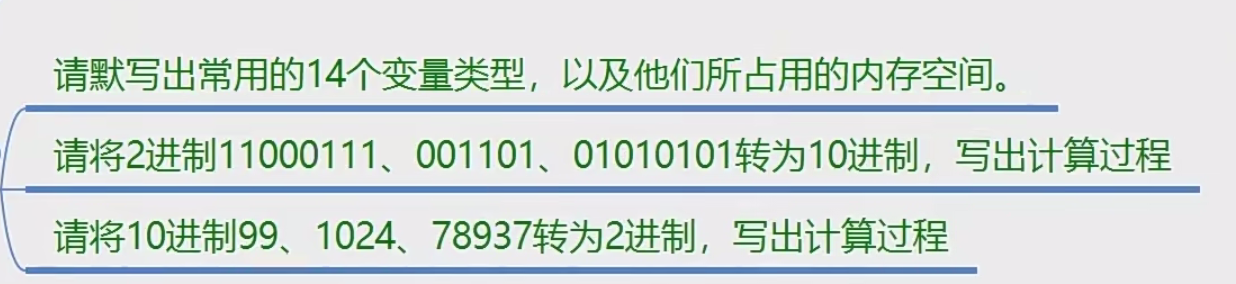 请默写出常用的14个变量类型，以及他们所占用的内存空间。
请将2进制11000111、001101、01010101转为10进制，写出计算过程
请将10进制99、1024、78937转为2进制，写出计算过程